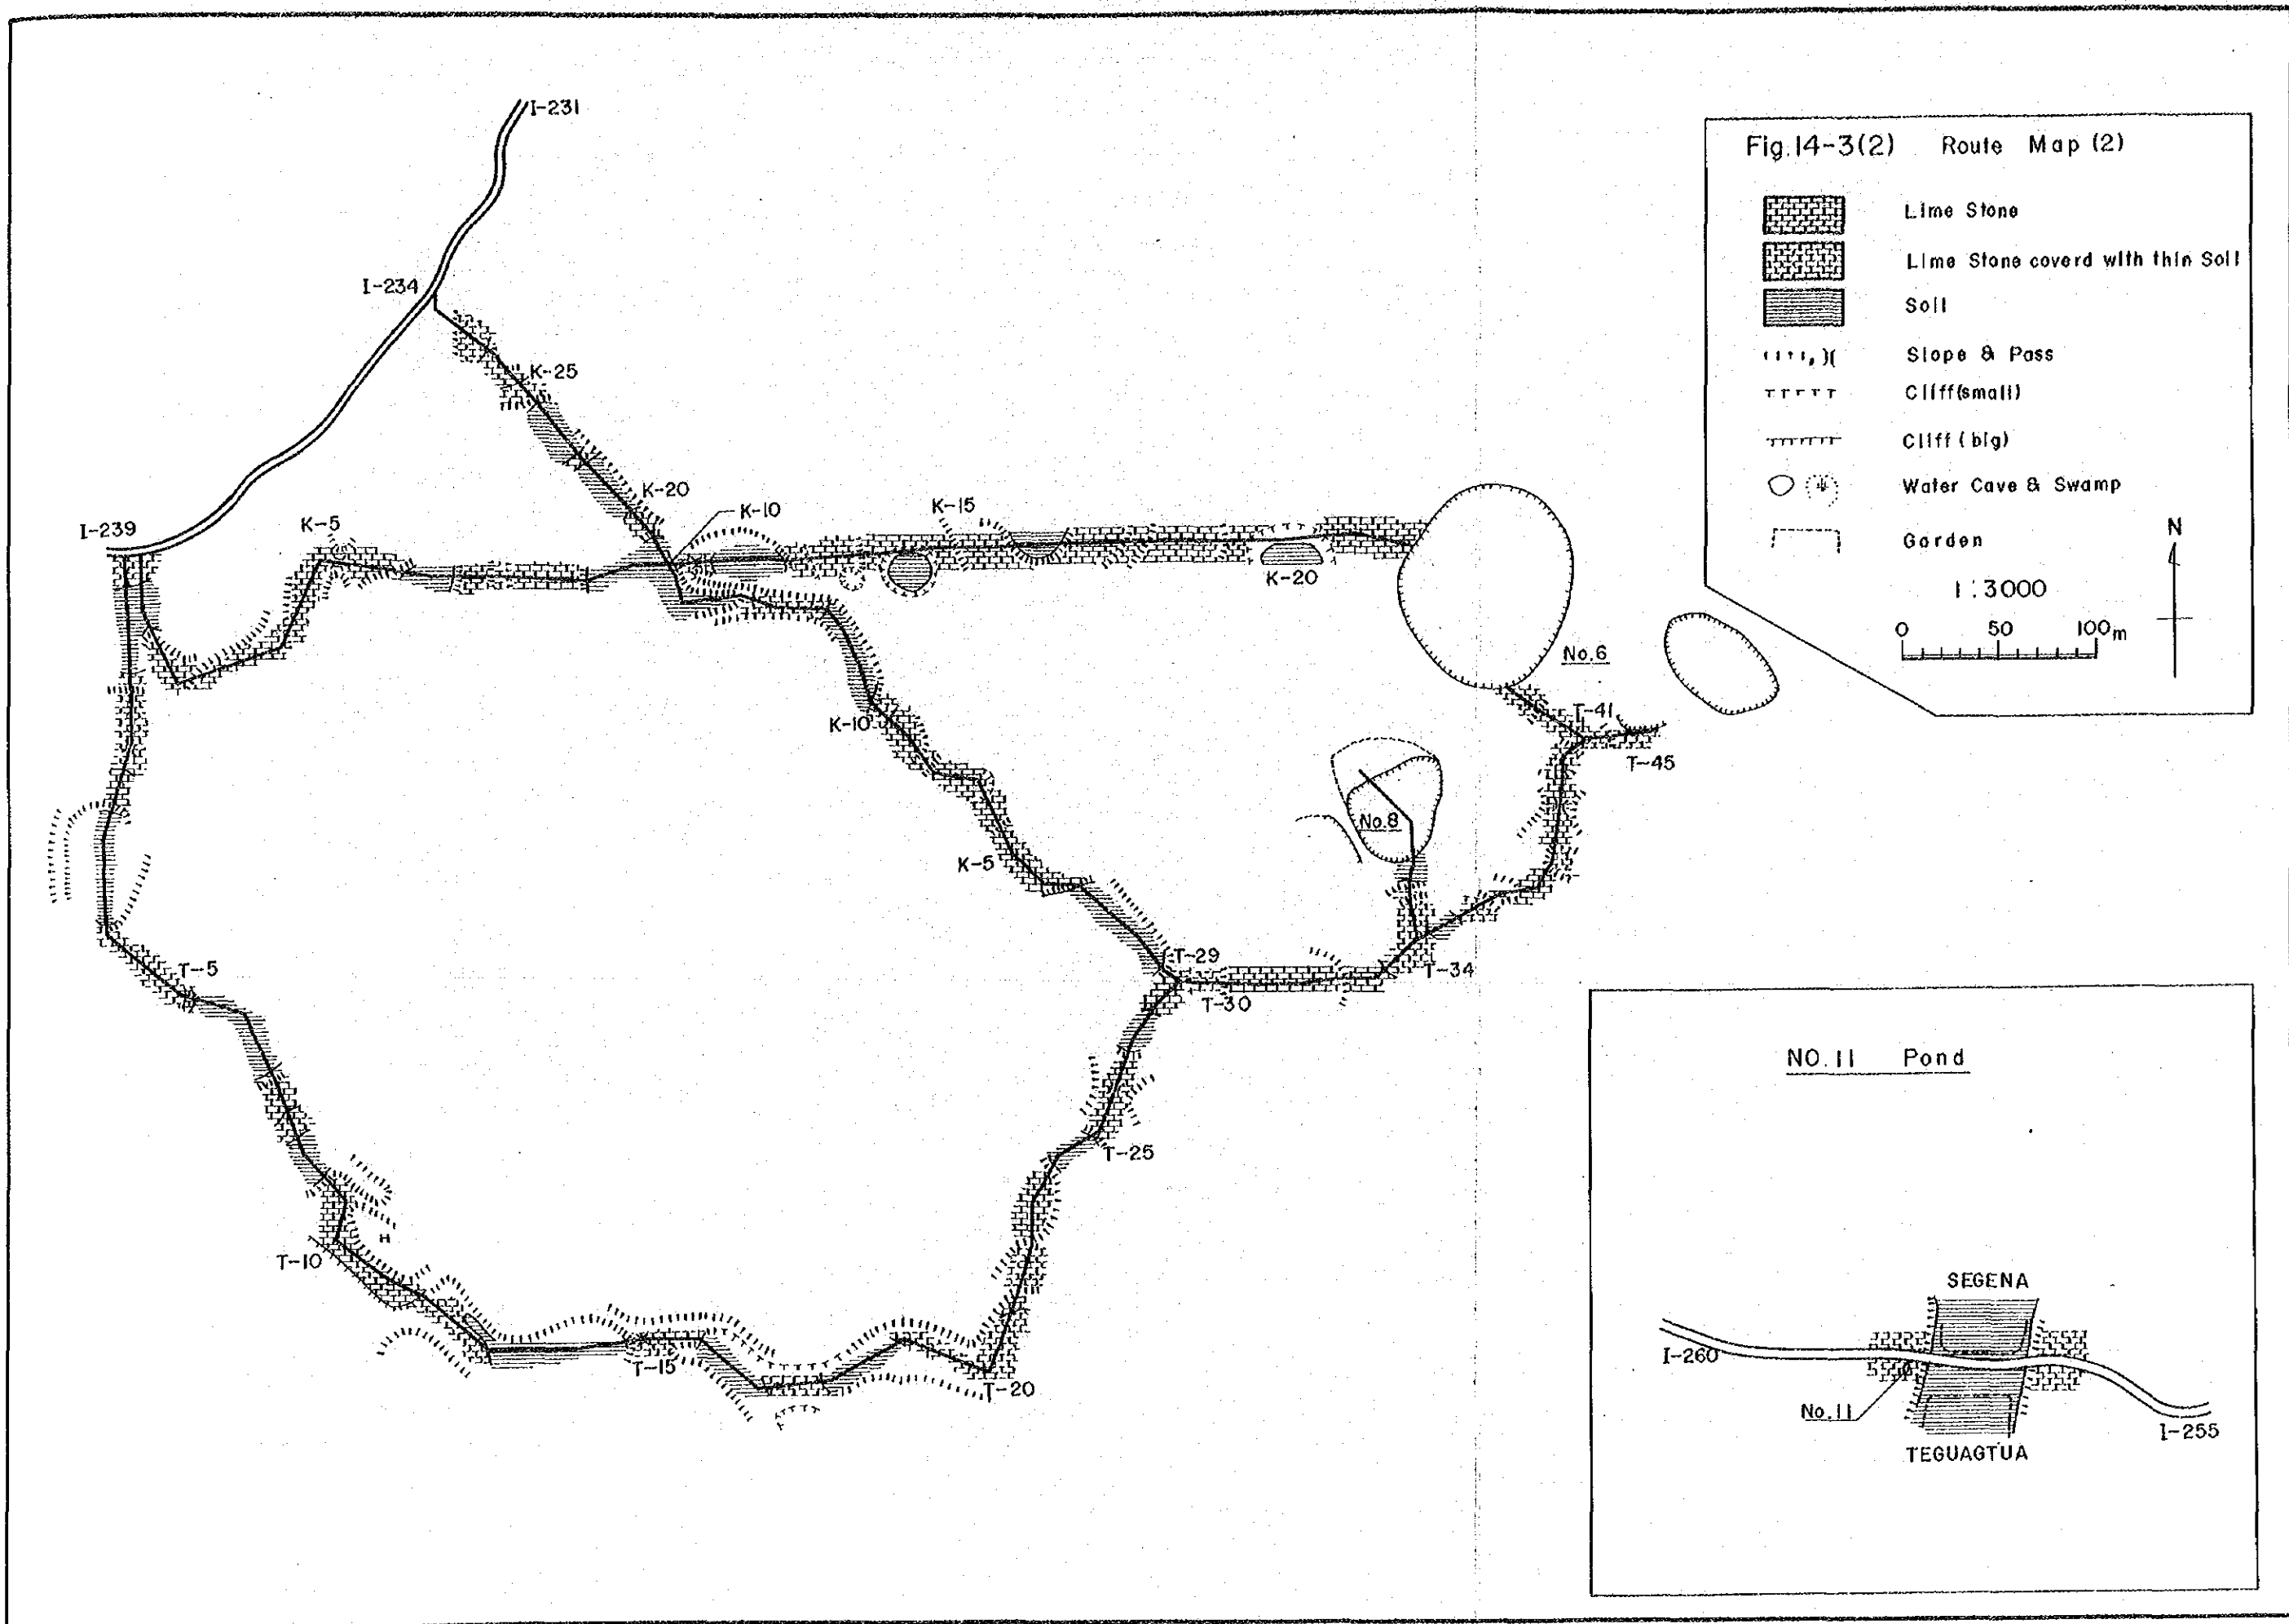 Fig.14-3(2) Route Map (2)
Lime Stone
Lime Stone coverd with thin Soil
Soil
Slope & Pass
Cliff(small)
Cliff (big)
Water Cave & Swamp
Garden
N
1:3000
0 50 100m
I-231
I-234
K-25
K-20
K-10
K-15
I-239
K-5
K-20
No.6
T-41
T-45
K-10
No.8
K-5
T-5
T-29
T-30
T-34
T-25
H
T-10
T-15
T-20
NO.11 Pond
SEGENA
I-260
No.11
I-255
TEGUAGTUA